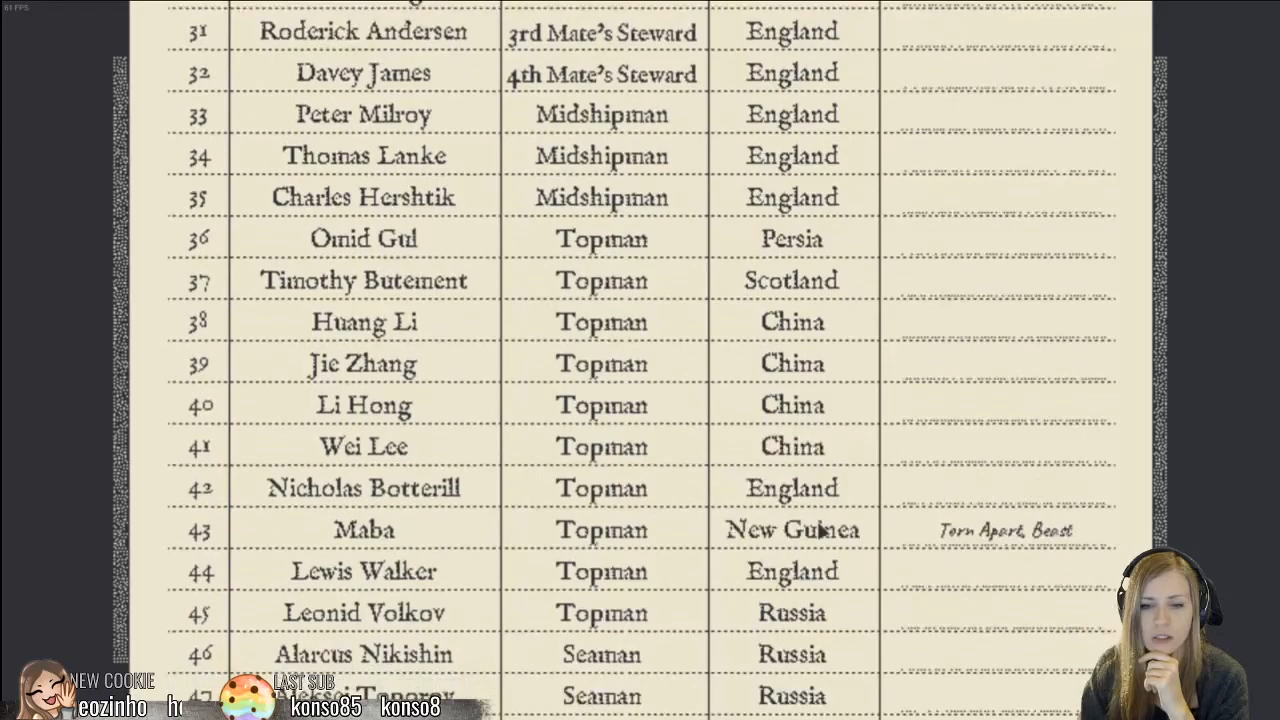 61 FPS
31 Roderick Andersen 3rd Mate's Steward England
32 Davey James 4th Mate's Steward England
33 Peter Milroy Midshipman England
34 Thomas Lanke Midshipman England
35 Charles Hershtik Midshipman England
36 Omid Gul Topman Persia
37 Timothy Butement Topman Scotland
38 Huang Li Topman China
39 Jie Zhang Topman China
40 Li Hong Topman China
41 Wei Lee Topman China
42 Nicholas Botterill Topman England
43 Maba Topman New Guinea Torn Apart, Beast
44 Lewis Walker Topman England
45 Leonid Volkov Topman Russia
46 Alarcus Nikishin Seaman Russia
47 Aleksei Toporov Seaman Russia
NEW COOKIE
eozinho
LAST SUB
konso85 konso8